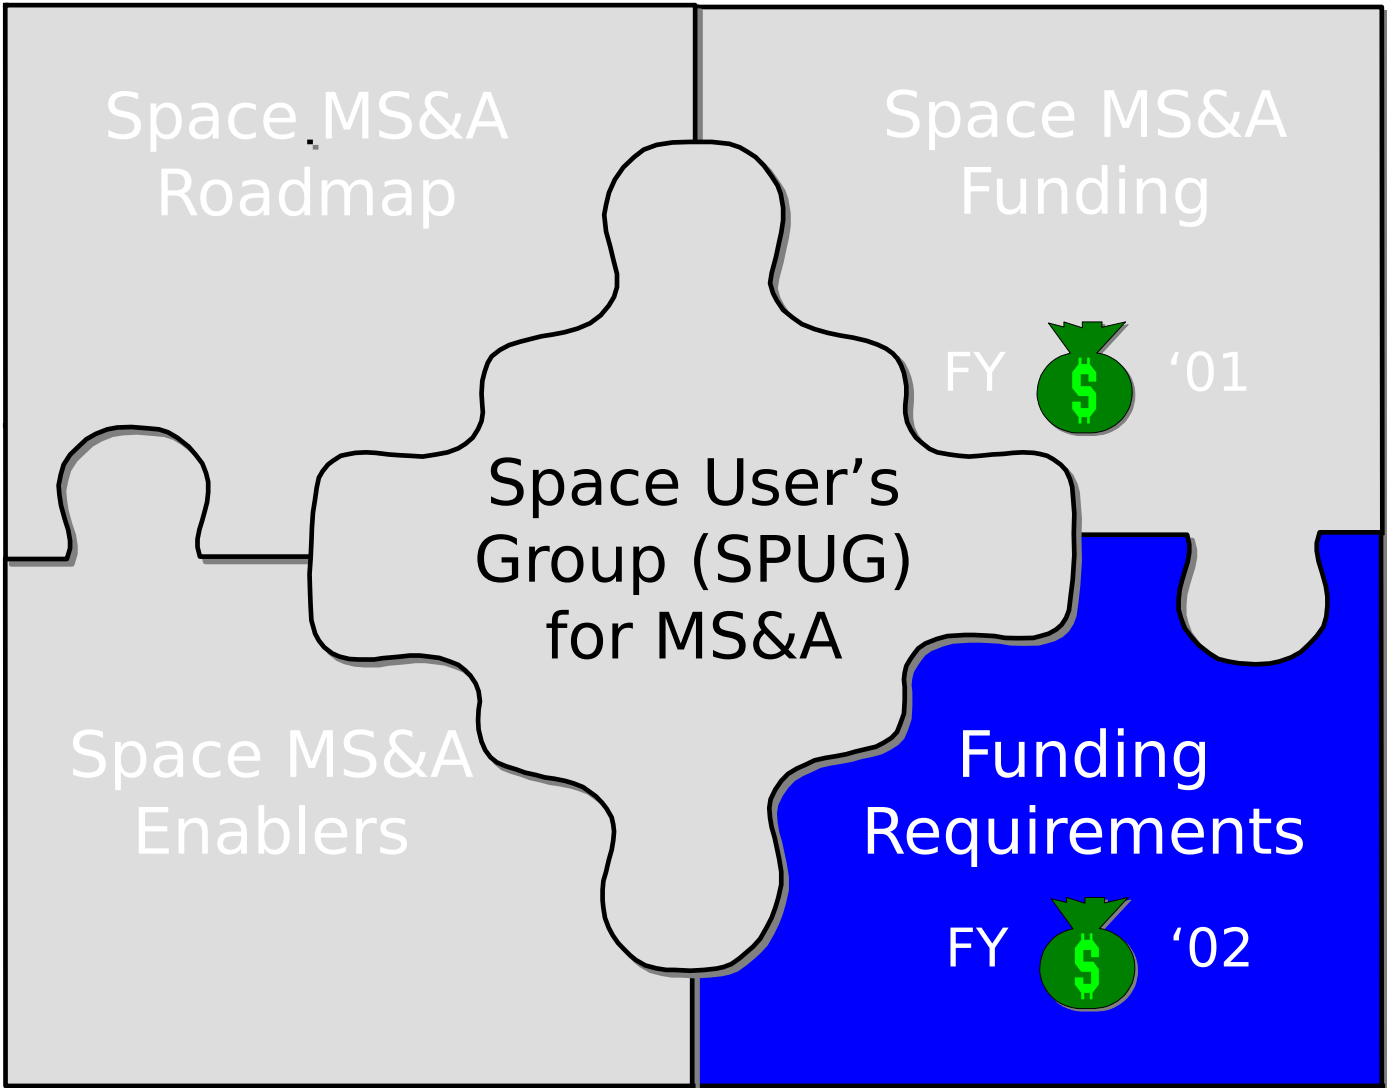 Space MS&A
Roadmap
Space MS&A
Funding
FY $ ‘01
Space User’s
Group (SPUG)
for MS&A
Space MS&A
Enablers
Funding
Requirements
FY $ ‘02